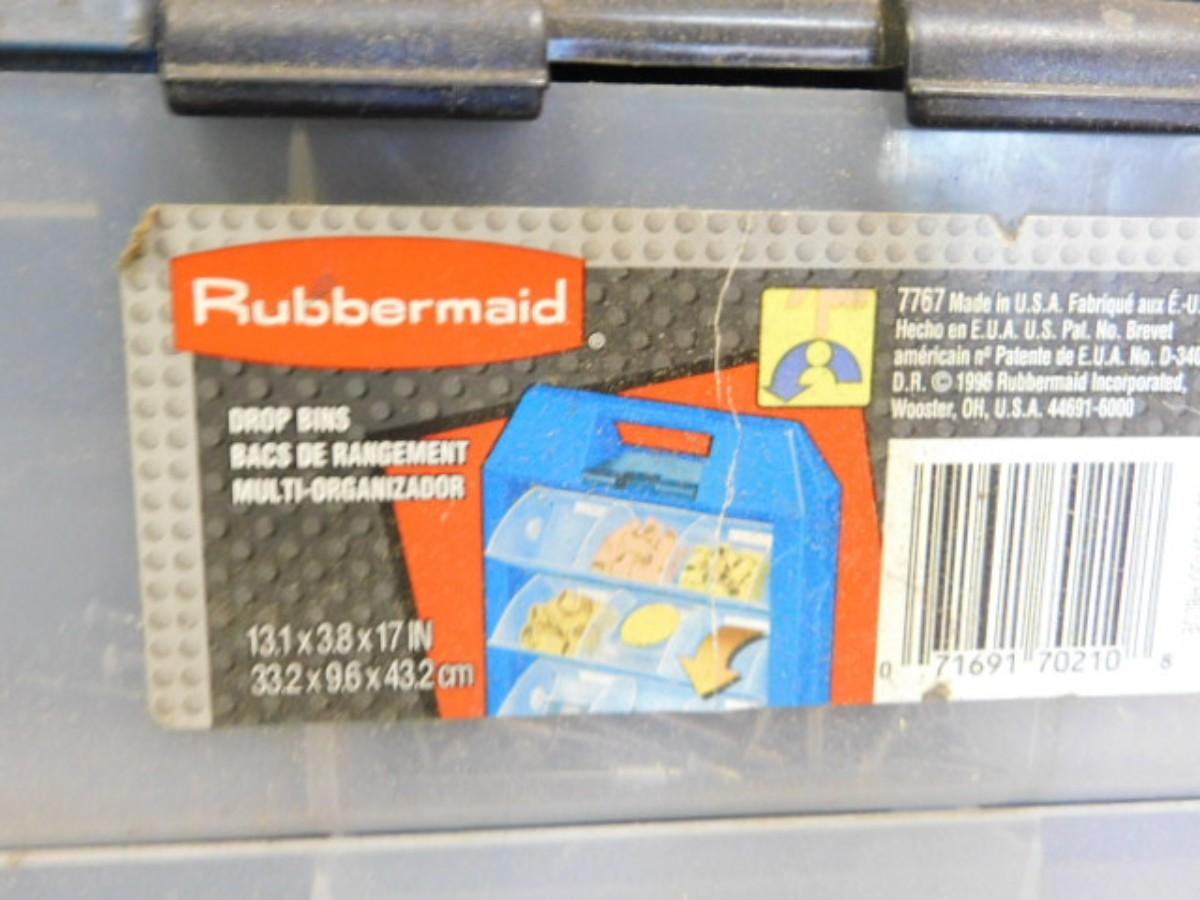 Rubbermaid®
DROP BINS
BACS DE RANGEMENT
MULTI-ORGANIZADOR
13.1 x 3.8 x 17 IN
33.2 x 9.6 x 43.2 cm
7767 Made in U.S.A. Fabriqué aux É.-U
Hecho en E.U.A. U.S. Pat. No. Brevet
américain nº Patente de E.U.A. No. D-340
D.R. © 1996 Rubbermaid Incorporated,
Wooster, OH, U.S.A. 44691-6000
0 71691 70210 8